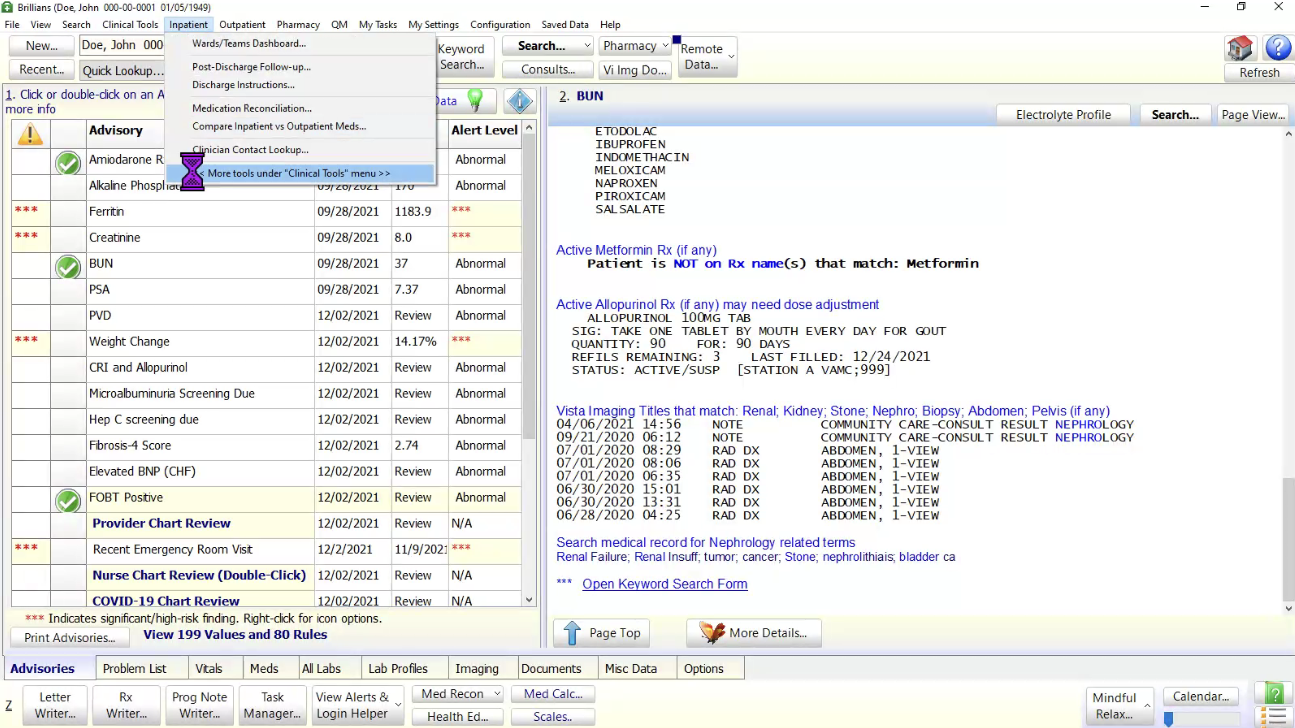 Brillians (Doe, John 000-00-0001 01/05/1949)
File View Search Clinical Tools Inpatient Outpatient Pharmacy QM My Tasks My Settings Configuration Saved Data Help
New... Doe, John 000- Keyword Search... Search... Pharmacy Remote Data...
Recent... Quick Lookup... Consults... Vi Img Do... Refresh
Wards/Teams Dashboard...
Post-Discharge Follow-up...
Discharge Instructions...
Medication Reconciliation...
Compare Inpatient vs Outpatient Meds...
Clinician Contact Lookup...
< More tools under "Clinical Tools" menu >>
1. Click or double-click on an A
more info
Data
Advisory Alert Level
Amiodarone R Abnormal
Alkaline Phospha 170 Abnormal
*** Ferritin 09/28/2021 1183.9 ***
*** Creatinine 09/28/2021 8.0 ***
BUN 09/28/2021 37 Abnormal
PSA 09/28/2021 7.37 Abnormal
PVD 12/02/2021 Review Abnormal
*** Weight Change 12/02/2021 14.17% ***
CRI and Allopurinol 12/02/2021 Review Abnormal
Microalbuminuria Screening Due 12/02/2021 Review Abnormal
Hep C screening due 12/02/2021 Review Abnormal
Fibrosis-4 Score 12/02/2021 2.74 Abnormal
Elevated BNP (CHF) 12/02/2021 Review Abnormal
FOBT Positive 12/02/2021 Review Abnormal
Provider Chart Review 12/02/2021 Review N/A
*** Recent Emergency Room Visit 12/2/2021 11/9/2021 ***
Nurse Chart Review (Double-Click) 12/02/2021 Review N/A
COVID-19 Chart Review 12/02/2021 Review N/A
*** Indicates significant/high-risk finding. Right-click for icon options.
Print Advisories... View 199 Values and 80 Rules
2. BUN
Electrolyte Profile Search... Page View...
ETODOLAC
IBUPROFEN
INDOMETHACIN
MELOXICAM
NAPROXEN
PIROXICAM
SALSALATE
Active Metformin Rx (if any)
Patient is NOT on Rx name(s) that match: Metformin
Active Allopurinol Rx (if any) may need dose adjustment
ALLOPURINOL 100MG TAB
SIG: TAKE ONE TABLET BY MOUTH EVERY DAY FOR GOUT
QUANTITY: 90 FOR: 90 DAYS
REFILS REMAINING: 3 LAST FILLED: 12/24/2021
STATUS: ACTIVE/SUSP [STATION A VAMC;999]
Vista Imaging Titles that match: Renal; Kidney; Stone; Nephro; Biopsy; Abdomen; Pelvis (if any)
04/06/2021 14:56 NOTE COMMUNITY CARE-CONSULT RESULT NEPHROLOGY
09/21/2020 06:12 NOTE COMMUNITY CARE-CONSULT RESULT NEPHROLOGY
07/01/2020 08:29 RAD DX ABDOMEN, 1-VIEW
07/01/2020 08:06 RAD DX ABDOMEN, 1-VIEW
07/01/2020 06:35 RAD DX ABDOMEN, 1-VIEW
06/30/2020 15:01 RAD DX ABDOMEN, 1-VIEW
06/30/2020 13:31 RAD DX ABDOMEN, 1-VIEW
06/28/2020 04:25 RAD DX ABDOMEN, 1-VIEW
Search medical record for Nephrology related terms
Renal Failure; Renal Insuff; tumor; cancer; Stone; nephrolithiais; bladder ca
*** Open Keyword Search Form
Page Top More Details...
Advisories Problem List Vitals Meds All Labs Lab Profiles Imaging Documents Misc Data Options
Z Letter Writer... Rx Writer... Prog Note Writer... Task Manager... View Alerts & Login Helper Med Recon Med Calc... Mindful Relax... Calendar...
Health Ed... Scales..